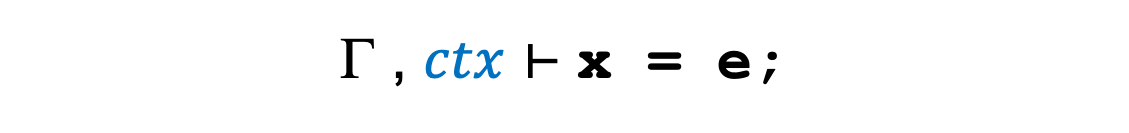 Γ, ctx ⊢ x = e;